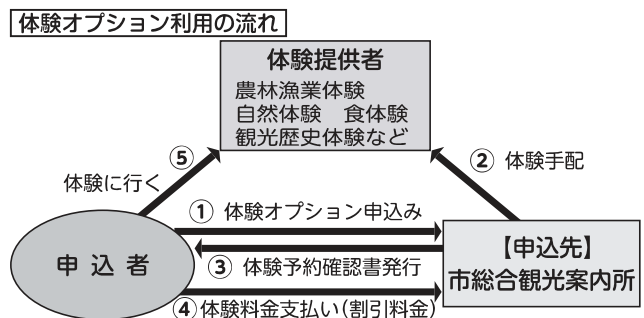 体験オプション利用の流れ
体験提供者
農林漁業体験
自然体験　食体験
観光歴史体験など
⑤
体験に行く
② 体験手配
① 体験オプション申込み
申込者
【申込先】
市総合観光案内所
③ 体験予約確認書発行
④体験料金支払い(割引料金)